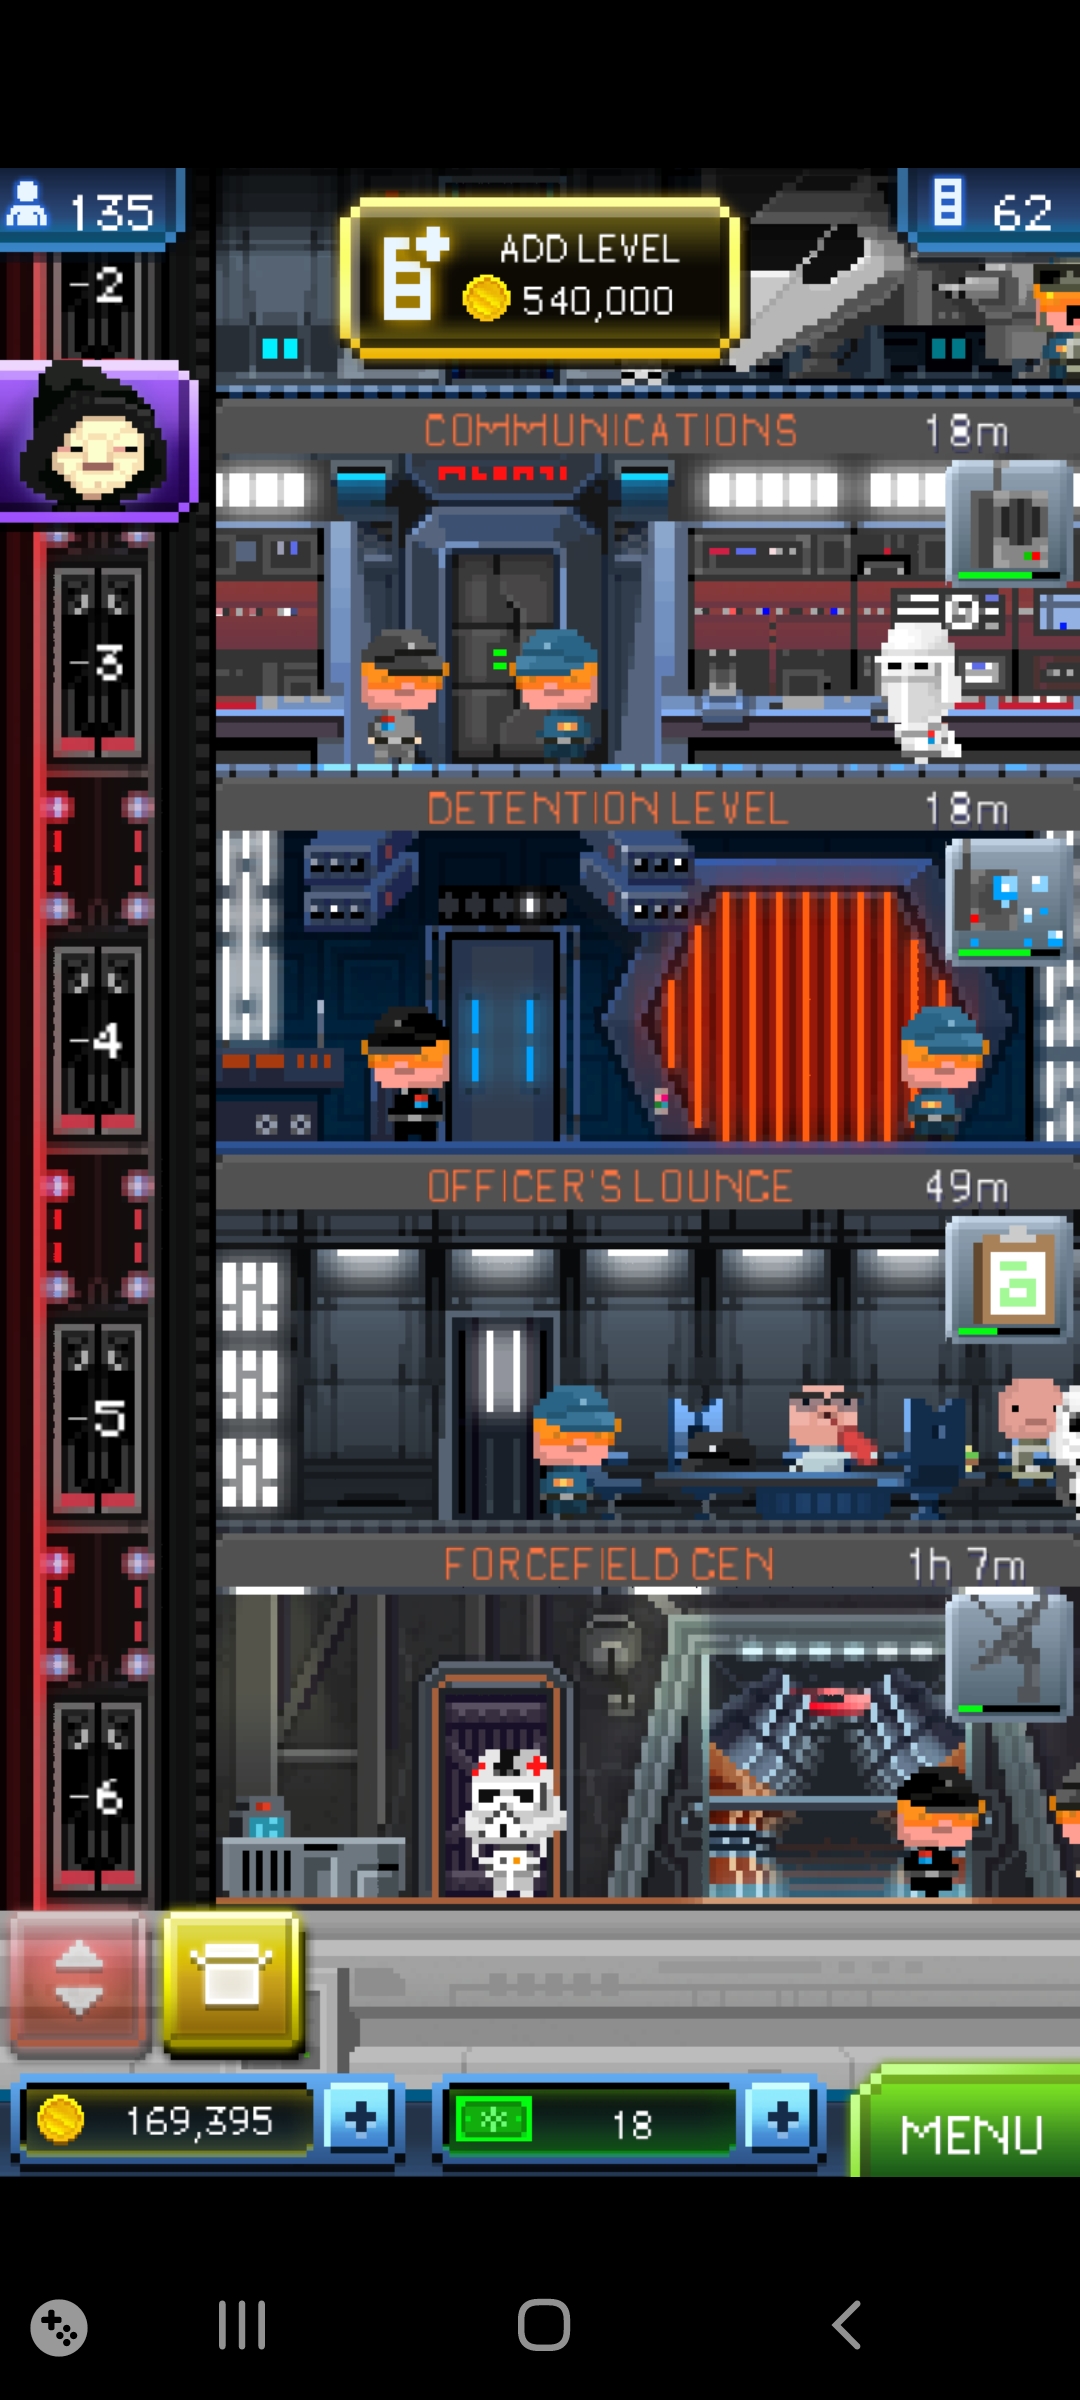 135
ADD LEVEL
540,000
62
-2
COMMUNICATIONS 18m
-3
DETENTION LEVEL 18m
-4
OFFICER'S LOUNGE 49m
-5
FORCEFIELD GEN 1h 7m
-6
169,395
18
MENU